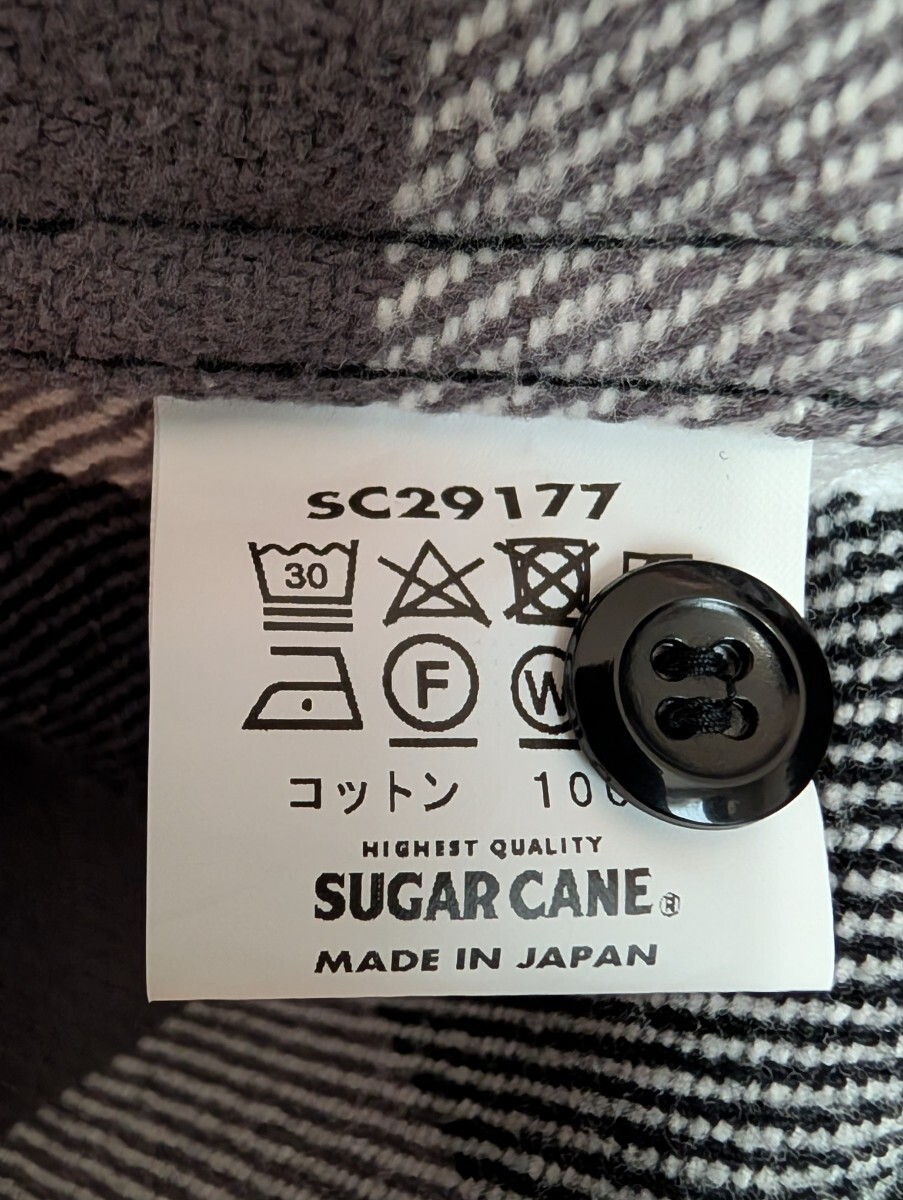 SC29177
30
F
W
コットン 10
HIGHEST QUALITY
SUGAR CANE®
MADE IN JAPAN